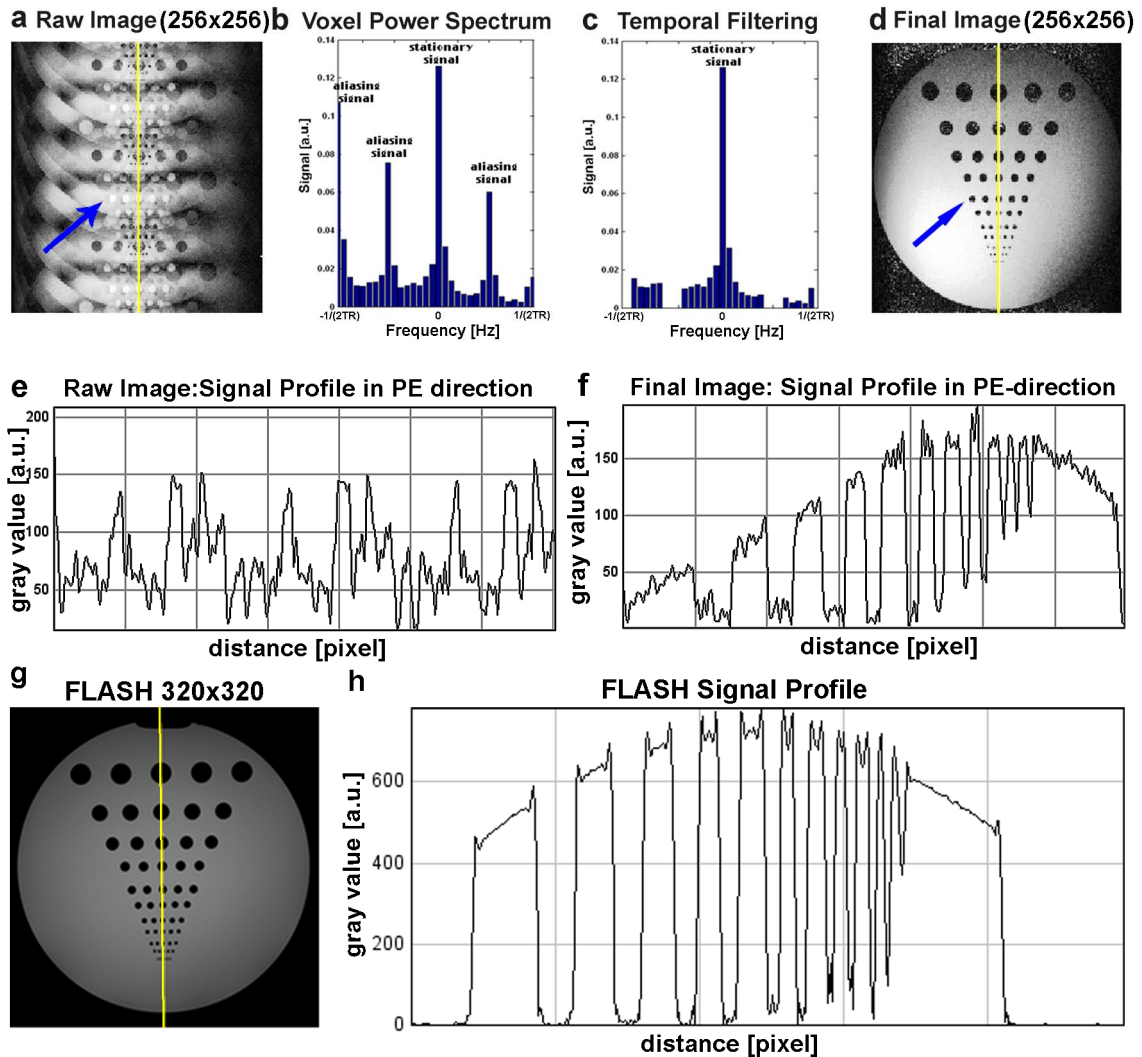 a Raw Image (256x256)
b Voxel Power Spectrum
c Temporal Filtering
d Final Image (256x256)
0.14
0.12
0.1
0.08
0.06
0.04
0.02
0
Signal [a.u.]
aliasing
signal
aliasing
signal
stationary
signal
aliasing
signal
-1/(2TR)
0
1/(2TR)
Frequency [Hz]
0.14
0.12
0.1
0.08
0.06
0.04
0.02
0
Signal [a.u.]
stationary
signal
-1/(2TR)
0
1/(2TR)
Frequency [Hz]
e Raw Image:Signal Profile in PE direction
200
150
100
50
gray value [a.u.]
distance [pixel]
f Final Image: Signal Profile in PE-direction
150
100
50
gray value [a.u.]
distance [pixel]
g
FLASH 320x320
h
FLASH Signal Profile
600
400
200
0
gray value [a.u.]
distance [pixel]